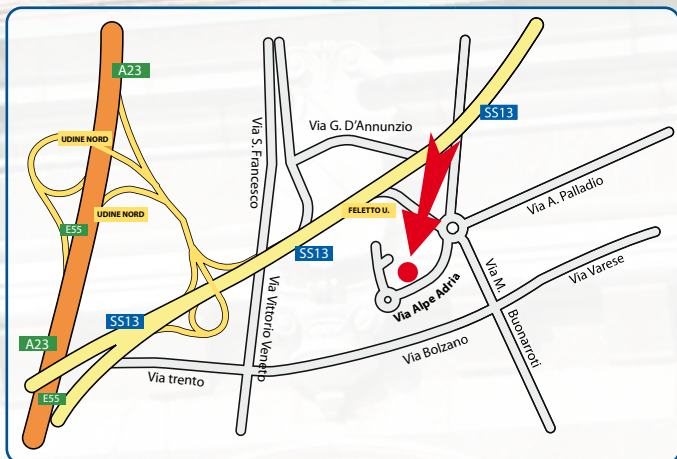 A23
SS13
Via G. D'Annunzio
UDINE NORD
Via S. Francesco
Via A. Palladio
FELETTO U.
UDINE NORD
E55
SS13
Via M. Buonarroti
Via Varese
Via Alpe Adria
SS13
Via Vittorio Veneto
A23
Via Bolzano
Via trento
E55